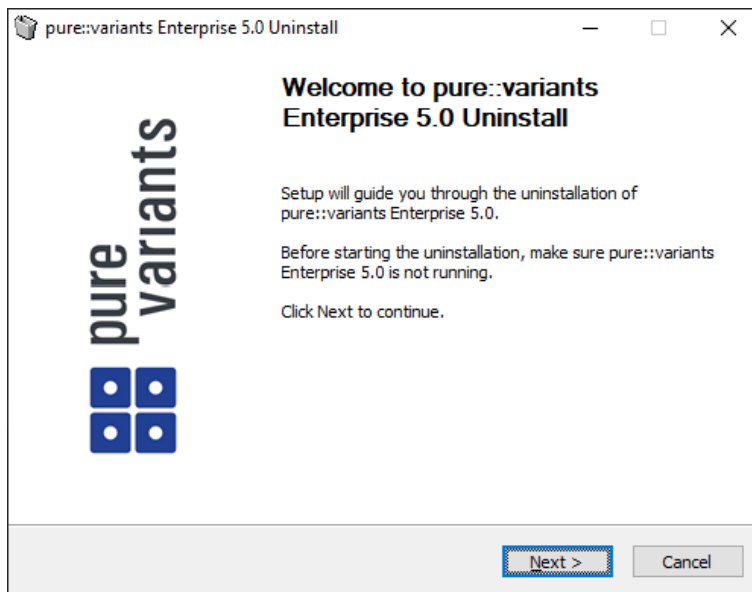 pure::variants Enterprise 5.0 Uninstall
Welcome to pure::variants
Enterprise 5.0 Uninstall
pure
variants
Setup will guide you through the uninstallation of
pure::variants Enterprise 5.0.
Before starting the uninstallation, make sure pure::variants
Enterprise 5.0 is not running.
Click Next to continue.
Next >
Cancel